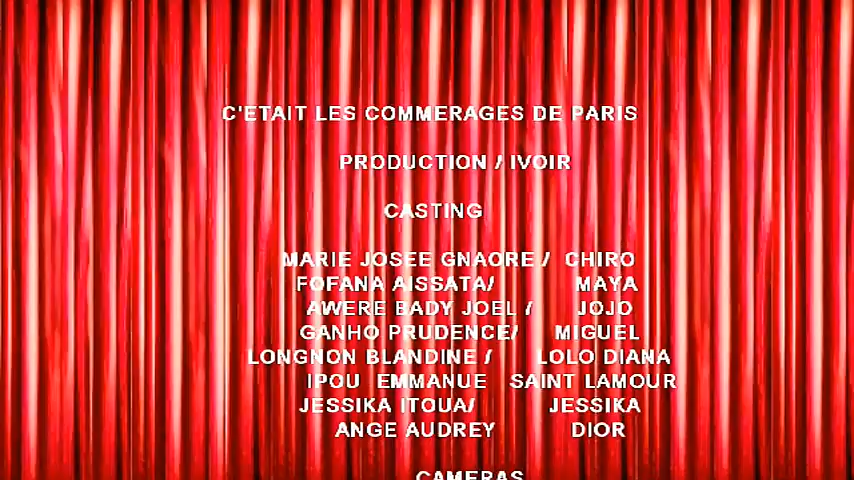 C'ETAIT LES COMMERAGES DE PARIS
PRODUCTION / IVOIR
CASTING
MARIE JOSEE GNAORE / CHIRO
FOFANA AISSATA/ MAYA
AWERE BADY JOEL / JOJO
GANHO PRUDENCE/ MIGUEL
LONGNON BLANDINE / LOLO DIANA
IPOU EMMANUE SAINT LAMOUR
JESSIKA ITOUA/ JESSIKA
ANGE AUDREY DIOR
CAMERAS